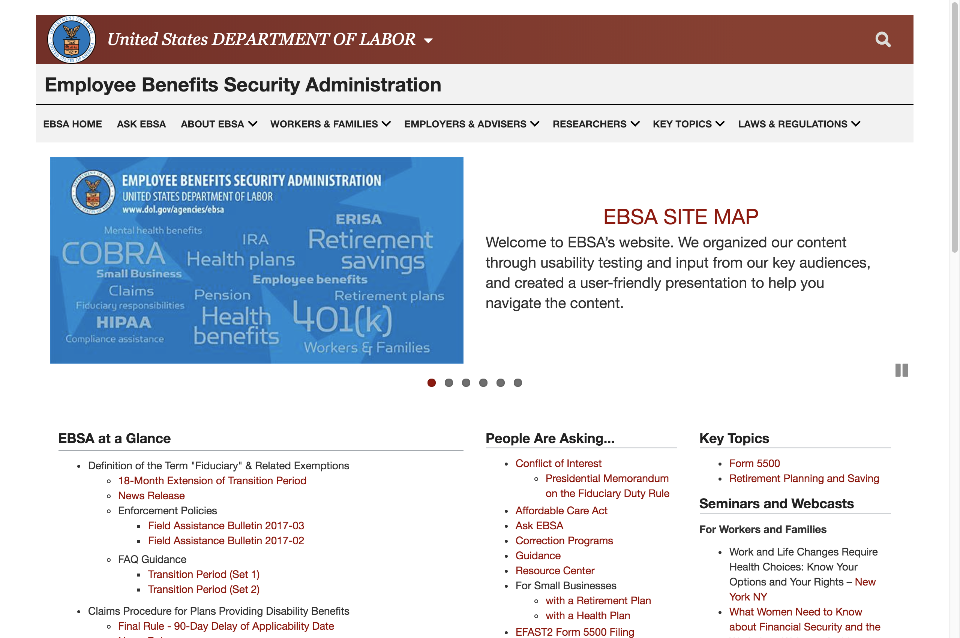 United States DEPARTMENT OF LABOR
Employee Benefits Security Administration
EBSA HOME ASK EBSA ABOUT EBSA WORKERS & FAMILIES EMPLOYERS & ADVISERS RESEARCHERS KEY TOPICS LAWS & REGULATIONS
EMPLOYEE BENEFITS SECURITY ADMINISTRATION
UNITED STATES DEPARTMENT OF LABOR
www.dol.gov/agencies/ebsa
Mental health benefits
ERISA
COBRA
IRA
Retirement
savings
Health plans
Small Business
Employee benefits
Claims
Pension
Retirement plans
Fiduciary responsibilities
HIPAA
Health
benefits
401(k)
Compliance assistance
Workers & Families
EBSA SITE MAP
Welcome to EBSA's website. We organized our content
through usability testing and input from our key audiences,
and created a user-friendly presentation to help you
navigate the content.
EBSA at a Glance
Definition of the Term "Fiduciary" & Related Exemptions
18-Month Extension of Transition Period
News Release
Enforcement Policies
Field Assistance Bulletin 2017-03
Field Assistance Bulletin 2017-02
FAQ Guidance
Transition Period (Set 1)
Transition Period (Set 2)
Claims Procedure for Plans Providing Disability Benefits
Final Rule - 90-Day Delay of Applicability Date
People Are Asking...
Conflict of Interest
Presidential Memorandum
on the Fiduciary Duty Rule
Affordable Care Act
Ask EBSA
Correction Programs
Guidance
Resource Center
For Small Businesses
with a Retirement Plan
with a Health Plan
EFAST2 Form 5500 Filing
Key Topics
Form 5500
Retirement Planning and Saving
Seminars and Webcasts
For Workers and Families
Work and Life Changes Require
Health Choices: Know Your
Options and Your Rights – New
York NY
What Women Need to Know
about Financial Security and the